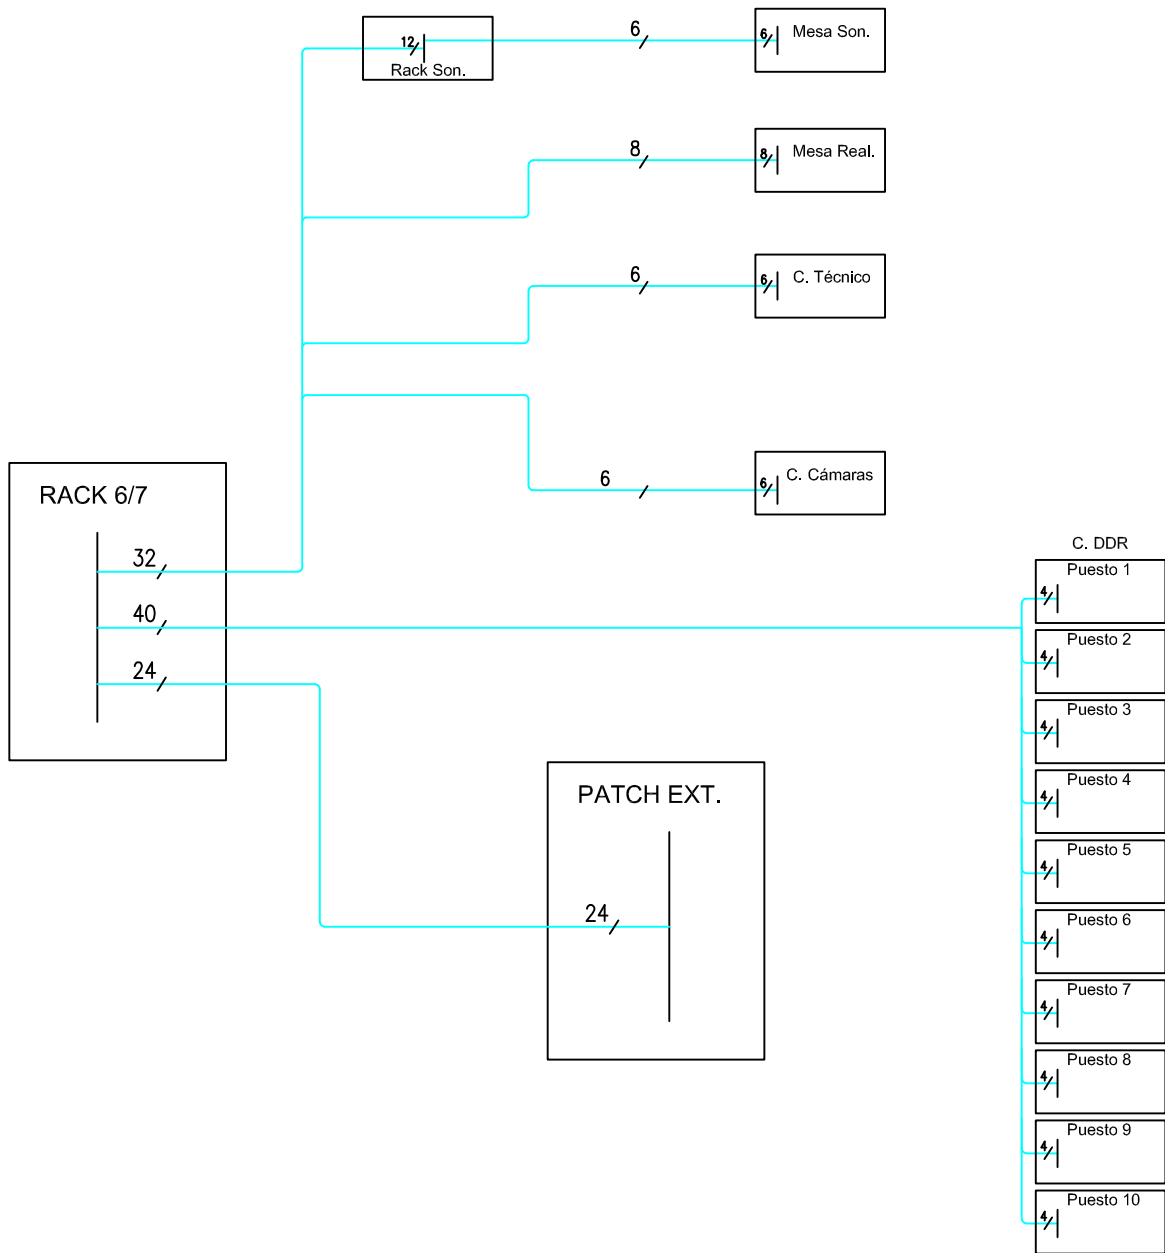 6
6
Mesa Son.
12
Rack Son.
8
8
Mesa Real.
6
6
C. Técnico
6
6
C. Cámaras
RACK 6/7
32
40
24
C. DDR
Puesto 1
4
Puesto 2
4
Puesto 3
4
Puesto 4
4
Puesto 5
4
Puesto 6
4
Puesto 7
4
Puesto 8
4
Puesto 9
4
Puesto 10
4
PATCH EXT.
24